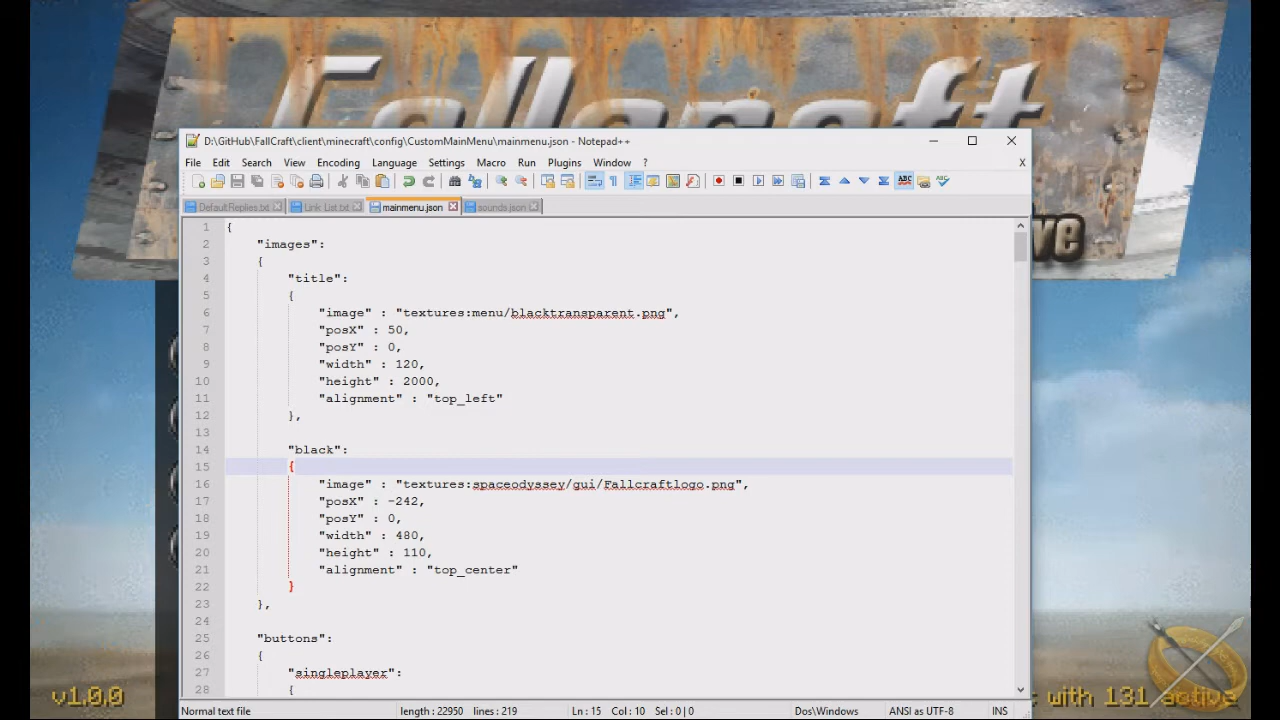 Fallcraft
D:\GitHub\FallCraft\client\minecraft\config\CustomMainMenu\mainmenu.json - Notepad++
File Edit Search View Encoding Language Settings Macro Run Plugins Window ? X
DefaultReplies.txt Link List.txt mainmenu.json sounds.json
1 {
2 "images":
3 {
4 "title":
5 {
6 "image" : "textures:menu/blacktransparent.png",
7 "posX" : 50,
8 "posY" : 0,
9 "width" : 120,
10 "height" : 2000,
11 "alignment" : "top_left"
12 },
13
14 "black":
15 {
16 "image" : "textures:spaceodyssey/gui/Fallcraftlogo.png",
17 "posX" : -242,
18 "posY" : 0,
19 "width" : 480,
20 "height" : 110,
21 "alignment" : "top_center"
22 }
23 },
24
25 "buttons":
26 {
27 "singleplayer":
28 {
Normal text file length : 22950 lines : 219 Ln : 15 Col : 10 Sel : 0 | 0 Dos\Windows ANSI as UTF-8 INS
v1.0.0 with 131 active